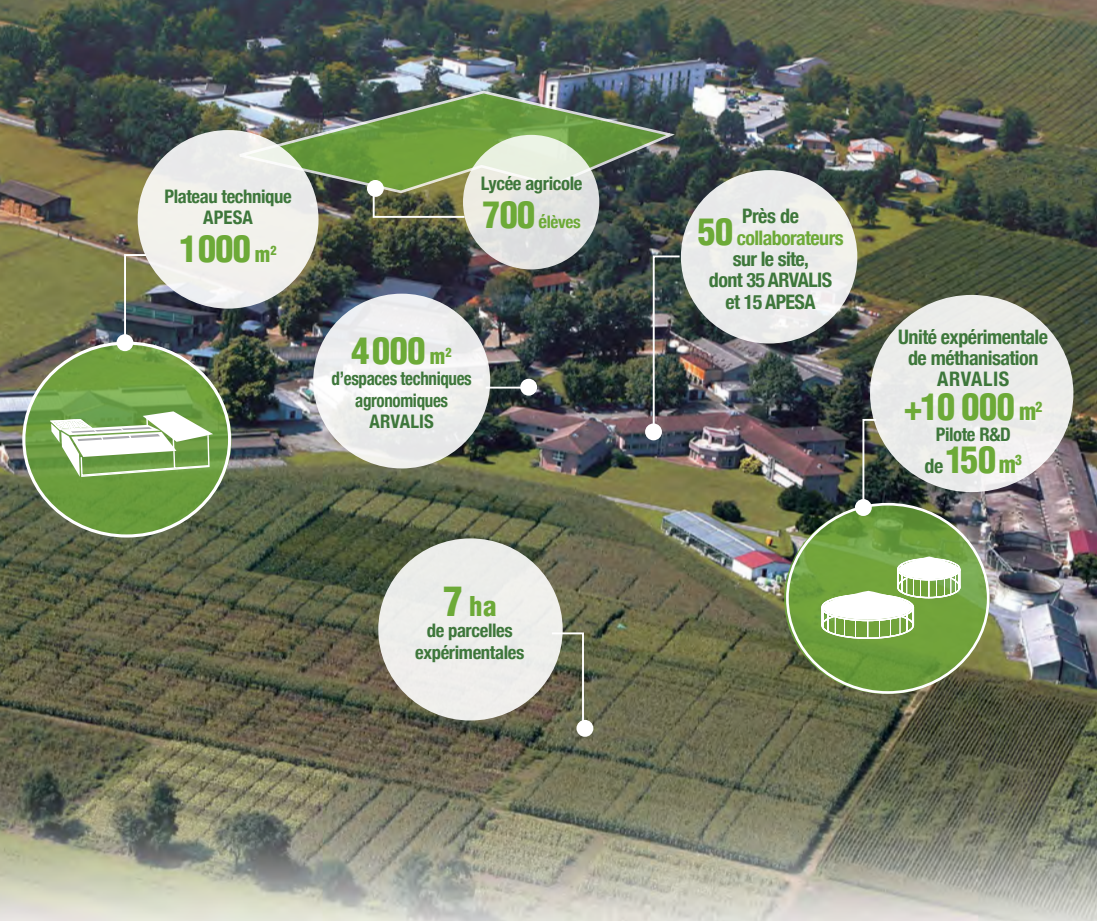 Plateau technique
APESA
1000 m²
Lycée agricole
700 élèves
Près de
50 collaborateurs
sur le site,
dont 35 ARVALIS
et 15 APESA
4000 m²
d'espaces techniques
agronomiques
ARVALIS
Unité expérimentale
de méthanisation
ARVALIS
+10 000 m²
Pilote R&D
de 150 m³
7 ha
de parcelles
expérimentales